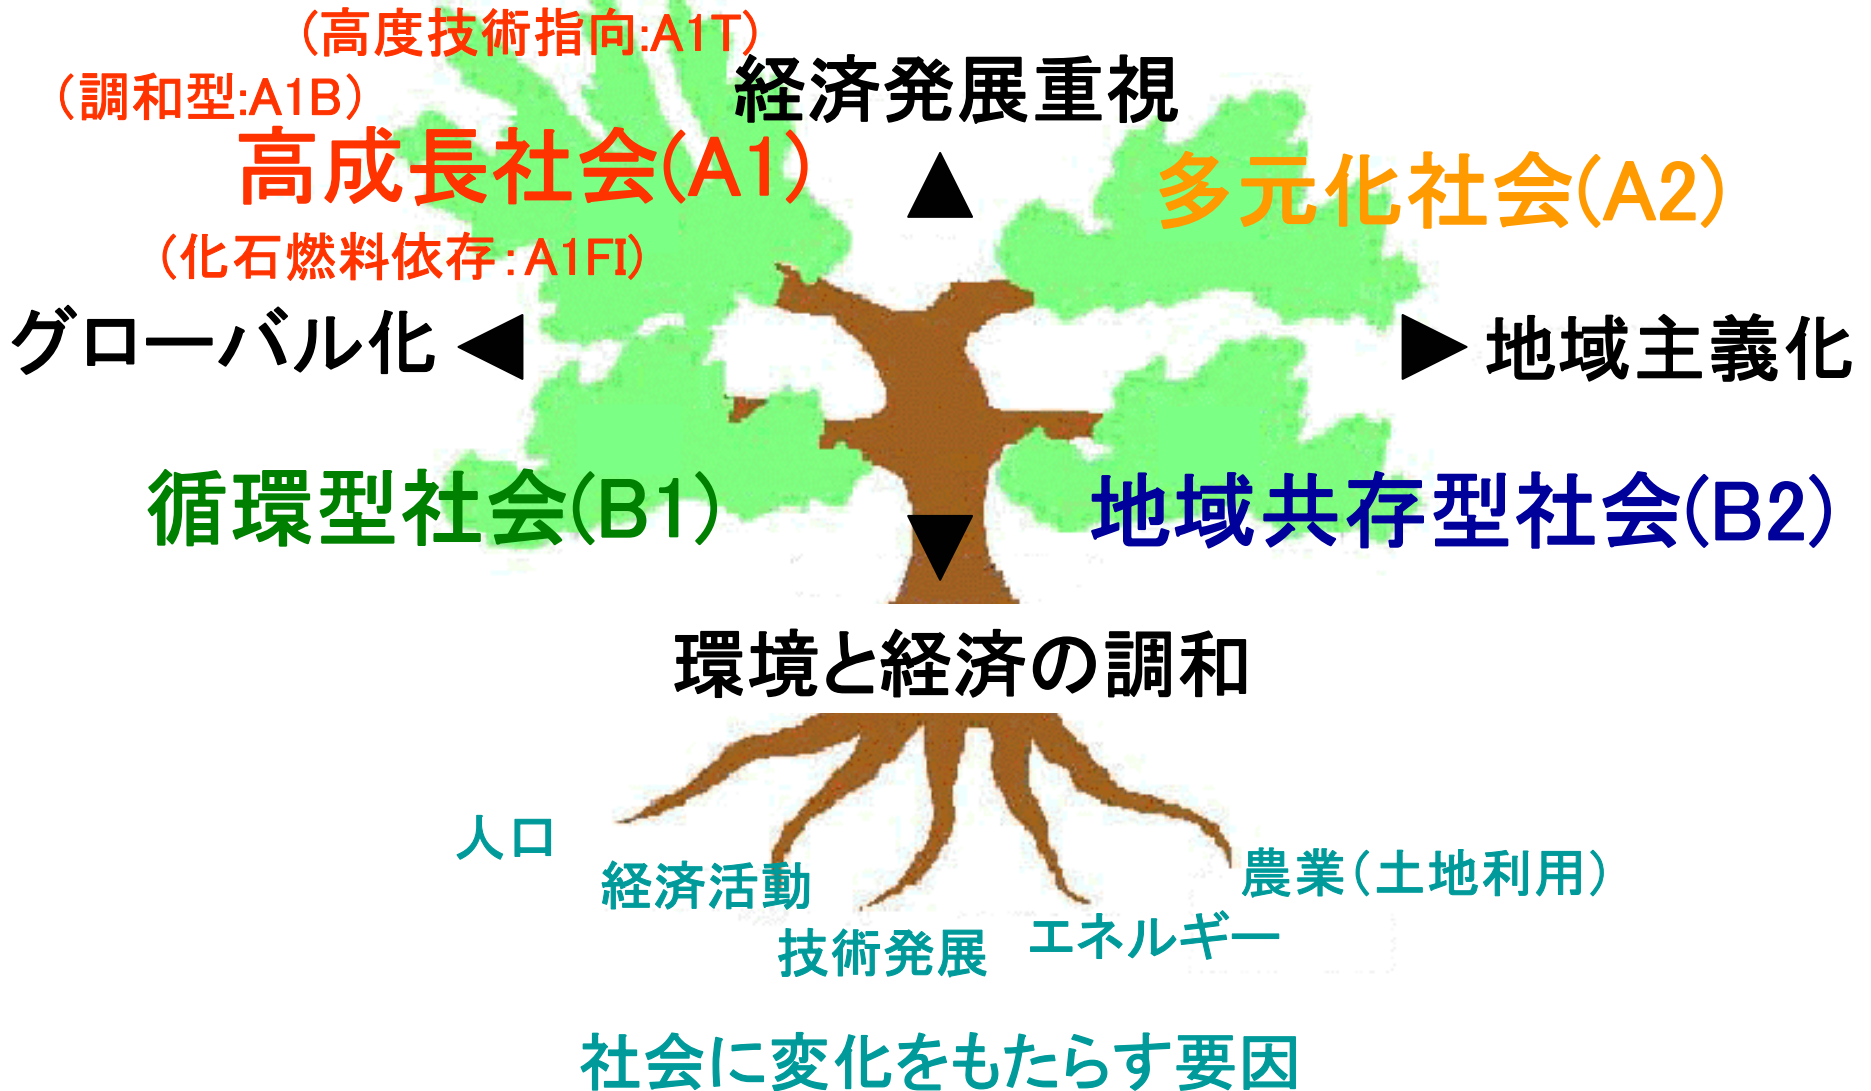 (高度技術指向:A1T)
経済発展重視
(調和型:A1B)
高成長社会(A1)
多元化社会(A2)
(化石燃料依存:A1FI)
グローバル化
地域主義化
循環型社会(B1)
地域共存型社会(B2)
環境と経済の調和
人口
経済活動
農業(土地利用)
技術発展
エネルギー
社会に変化をもたらす要因